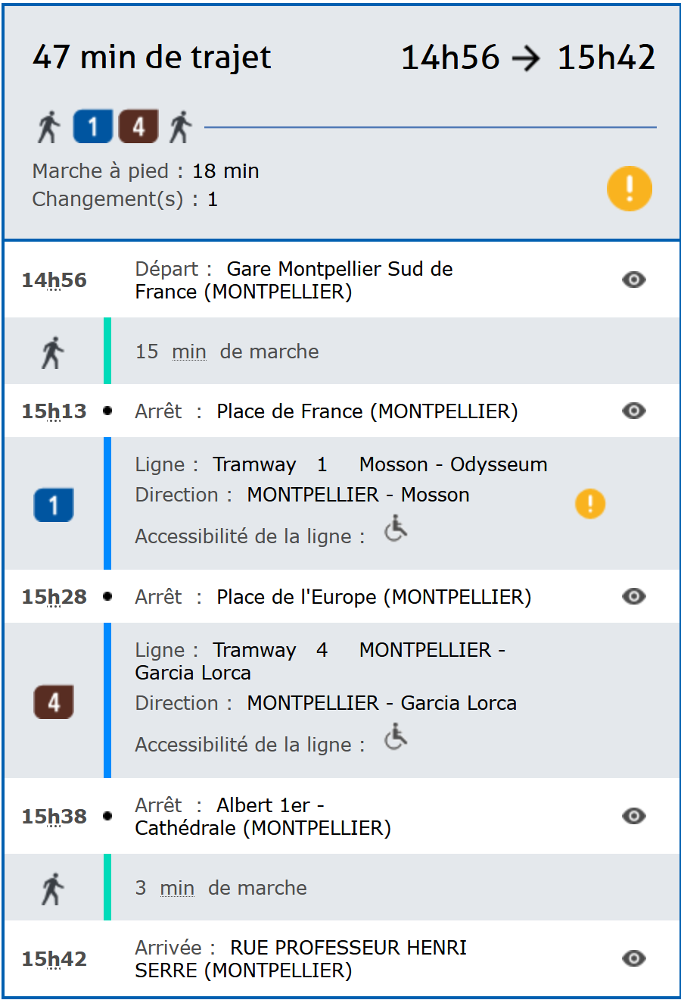 47 min de trajet 14h56 → 15h42
1 4
Marche à pied : 18 min
Changement(s) : 1
!
14h56 Départ : Gare Montpellier Sud de
France (MONTPELLIER)
15 min de marche
15h13 Arrêt : Place de France (MONTPELLIER)
Ligne : Tramway 1 Mosson - Odysseum
1 Direction : MONTPELLIER - Mosson !
Accessibilité de la ligne :
15h28 Arrêt : Place de l'Europe (MONTPELLIER)
Ligne : Tramway 4 MONTPELLIER -
Garcia Lorca
4 Direction : MONTPELLIER - Garcia Lorca
Accessibilité de la ligne :
15h38 Arrêt : Albert 1er -
Cathédrale (MONTPELLIER)
3 min de marche
15h42 Arrivée : RUE PROFESSEUR HENRI
SERRE (MONTPELLIER)